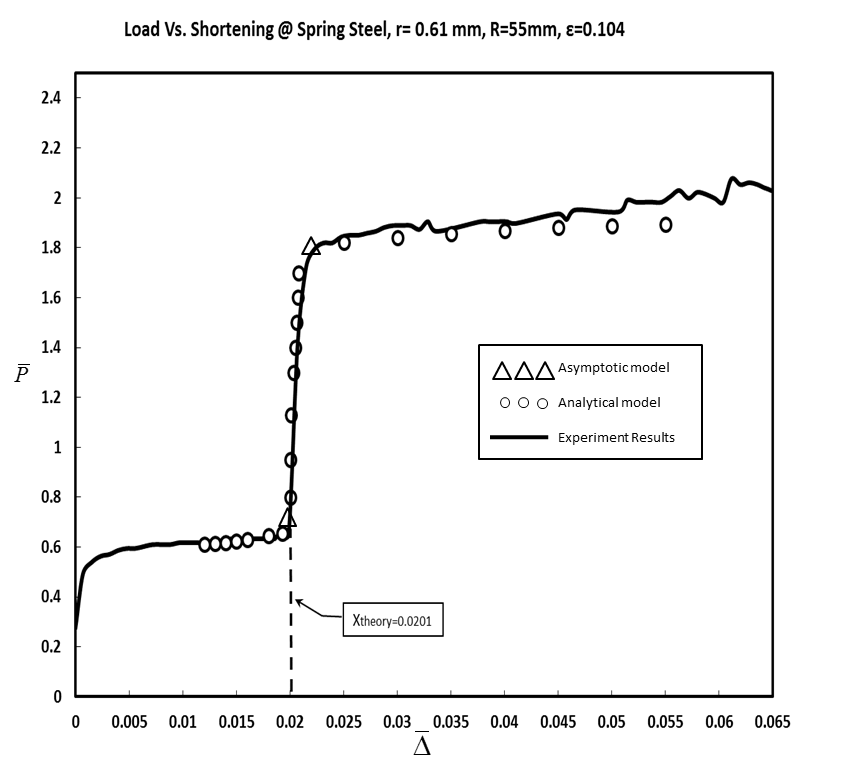 Load Vs. Shortening @ Spring Steel, r= 0.61 mm, R=55mm, ε=0.104
2.4
2.2
2
1.8
1.6
1.4
1.2
1
0.8
0.6
0.4
0.2
0
P̅
Asymptotic model
Analytical model
Experiment Results
Xtheory=0.0201
0 0.005 0.01 0.015 0.02 0.025 0.03 0.035 0.04 0.045 0.05 0.055 0.06 0.065
Δ̅